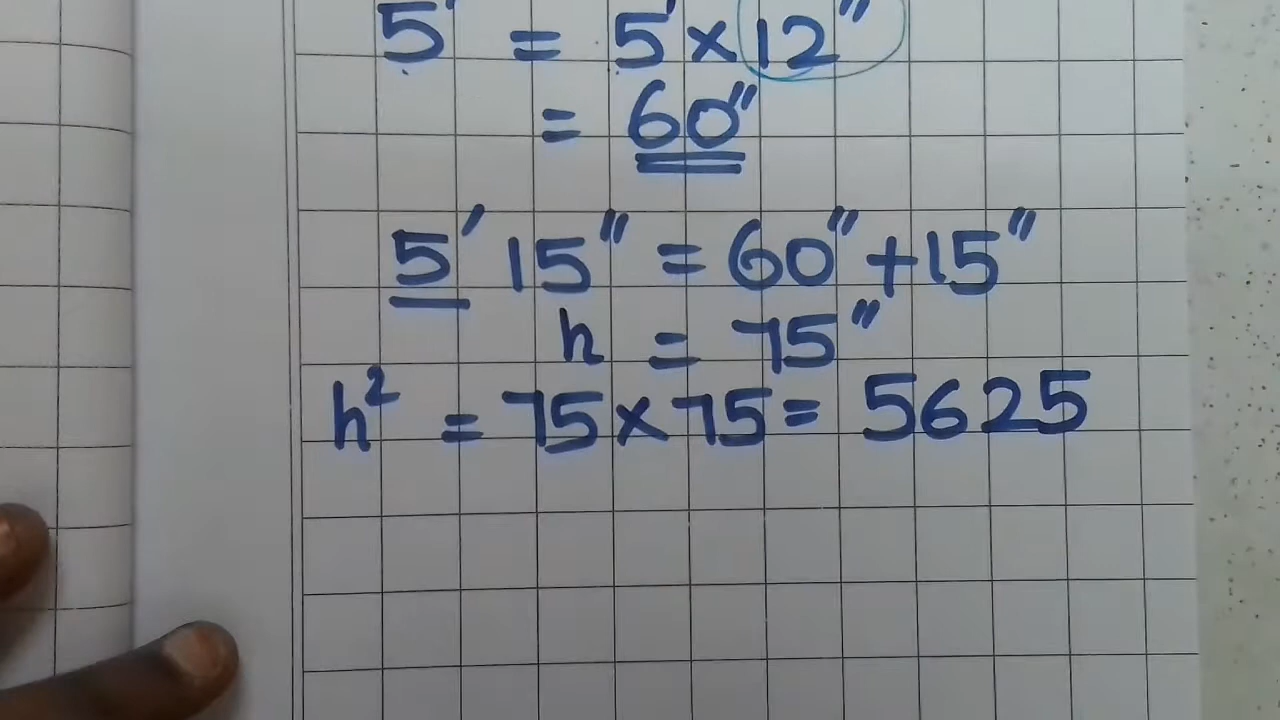 5' = 5' × 12"
= 60"
5' 15" = 60" + 15"
h = 75"
h² = 75 × 75 = 5625